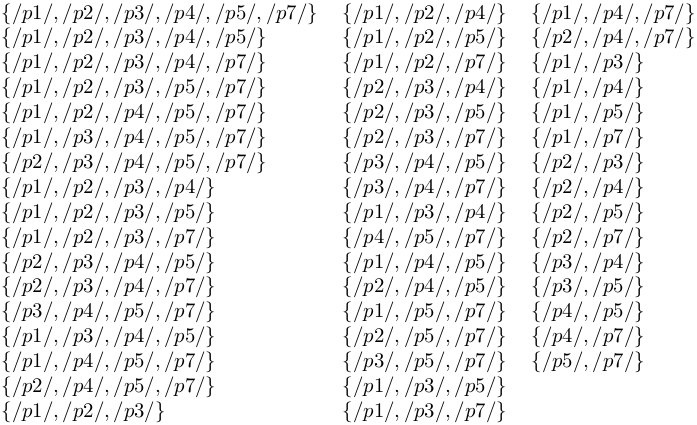 {/p1/, /p2/, /p3/, /p4/, /p5/, /p7/}
{/p1/, /p2/, /p3/, /p4/, /p5/}
{/p1/, /p2/, /p3/, /p4/, /p7/}
{/p1/, /p2/, /p3/, /p5/, /p7/}
{/p1/, /p2/, /p4/, /p5/, /p7/}
{/p1/, /p3/, /p4/, /p5/, /p7/}
{/p2/, /p3/, /p4/, /p5/, /p7/}
{/p1/, /p2/, /p3/, /p4/}
{/p1/, /p2/, /p3/, /p5/}
{/p1/, /p2/, /p3/, /p7/}
{/p2/, /p3/, /p4/, /p5/}
{/p2/, /p3/, /p4/, /p7/}
{/p3/, /p4/, /p5/, /p7/}
{/p1/, /p3/, /p4/, /p5/}
{/p1/, /p4/, /p5/, /p7/}
{/p2/, /p4/, /p5/, /p7/}
{/p1/, /p2/, /p3/}
{/p1/, /p2/, /p4/}
{/p1/, /p2/, /p5/}
{/p1/, /p2/, /p7/}
{/p2/, /p3/, /p4/}
{/p2/, /p3/, /p5/}
{/p2/, /p3/, /p7/}
{/p3/, /p4/, /p5/}
{/p3/, /p4/, /p7/}
{/p1/, /p3/, /p4/}
{/p4/, /p5/, /p7/}
{/p1/, /p4/, /p5/}
{/p2/, /p4/, /p5/}
{/p1/, /p5/, /p7/}
{/p2/, /p5/, /p7/}
{/p3/, /p5/, /p7/}
{/p1/, /p3/, /p5/}
{/p1/, /p3/, /p7/}
{/p1/, /p4/, /p7/}
{/p2/, /p4/, /p7/}
{/p1/, /p3/}
{/p1/, /p4/}
{/p1/, /p5/}
{/p1/, /p7/}
{/p2/, /p3/}
{/p2/, /p4/}
{/p2/, /p5/}
{/p2/, /p7/}
{/p3/, /p4/}
{/p3/, /p5/}
{/p4/, /p5/}
{/p4/, /p7/}
{/p5/, /p7/}